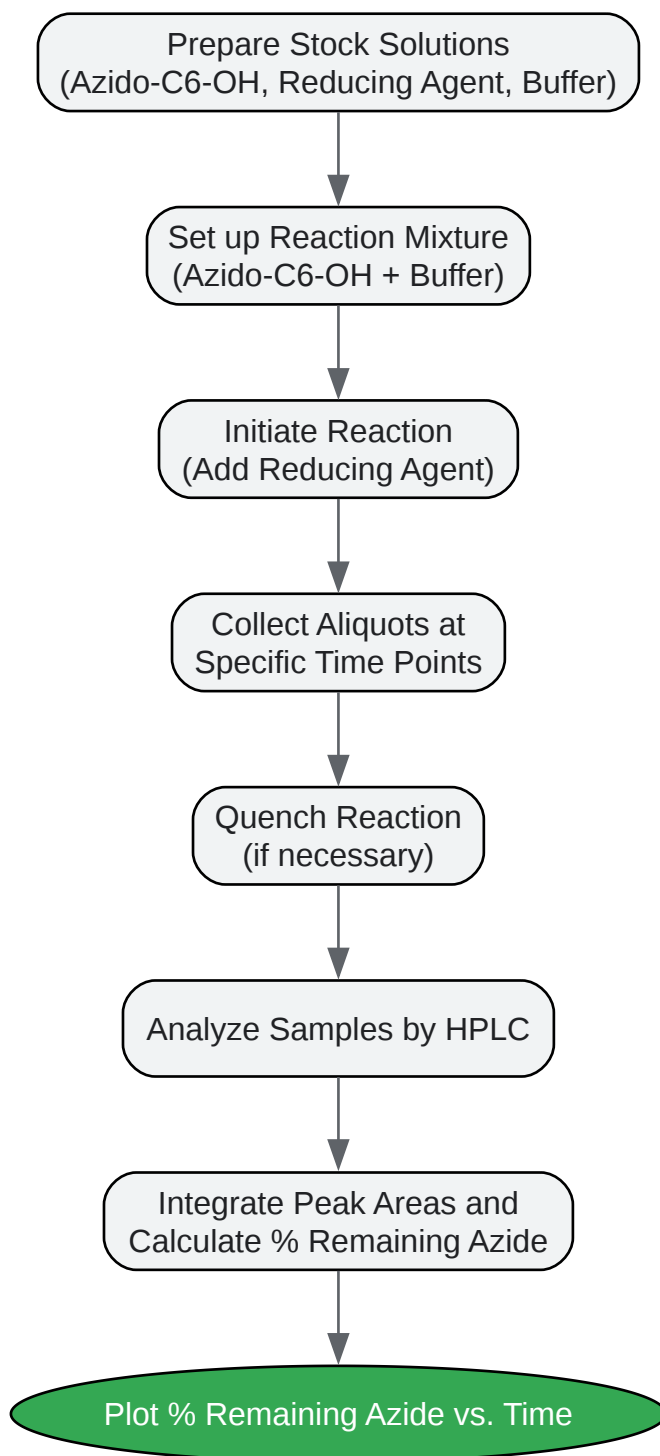 Prepare Stock Solutions
(Azido-C6-OH, Reducing Agent, Buffer)
Set up Reaction Mixture
(Azido-C6-OH + Buffer)
Initiate Reaction
(Add Reducing Agent)
Collect Aliquots at
Specific Time Points
Quench Reaction
(if necessary)
Analyze Samples by HPLC
Integrate Peak Areas and
Calculate % Remaining Azide
Plot % Remaining Azide vs. Time